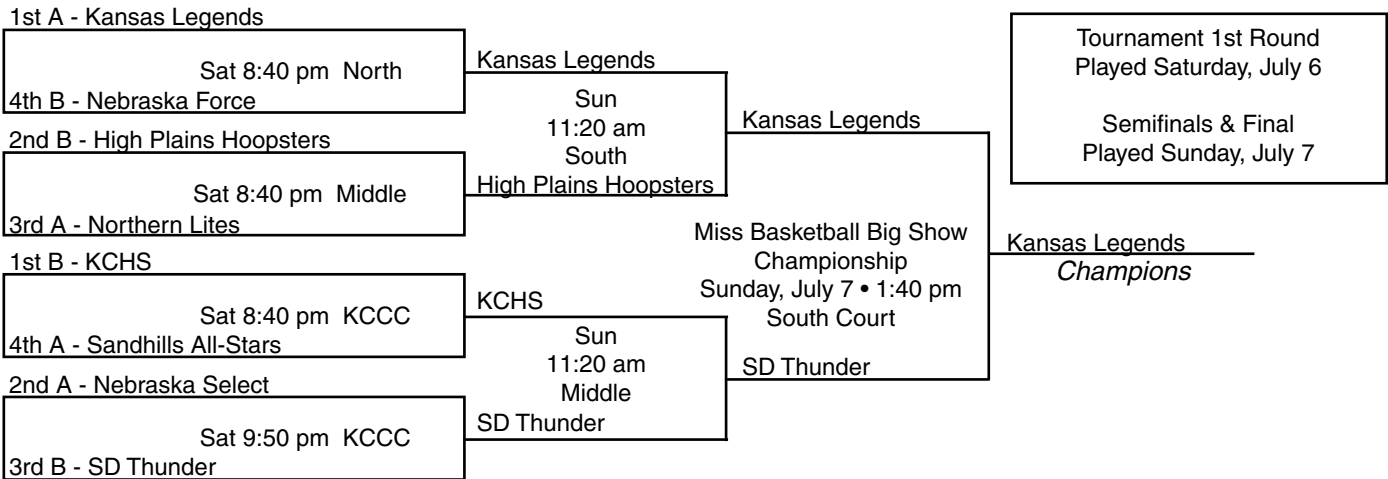 1st A - Kansas Legends
Sat 8:40 pm North
4th B - Nebraska Force
2nd B - High Plains Hoopsters
Sat 8:40 pm Middle
3rd A - Northern Lites
1st B - KCHS
Sat 8:40 pm KCCC
4th A - Sandhills All-Stars
2nd A - Nebraska Select
Sat 9:50 pm KCCC
3rd B - SD Thunder
Kansas Legends
Sun
11:20 am
South
High Plains Hoopsters
KCHS
Sun
11:20 am
Middle
SD Thunder
Kansas Legends
Miss Basketball Big Show
Championship
Sunday, July 7 • 1:40 pm
South Court
SD Thunder
Kansas Legends
Champions
Tournament 1st Round
Played Saturday, July 6
Semifinals & Final
Played Sunday, July 7